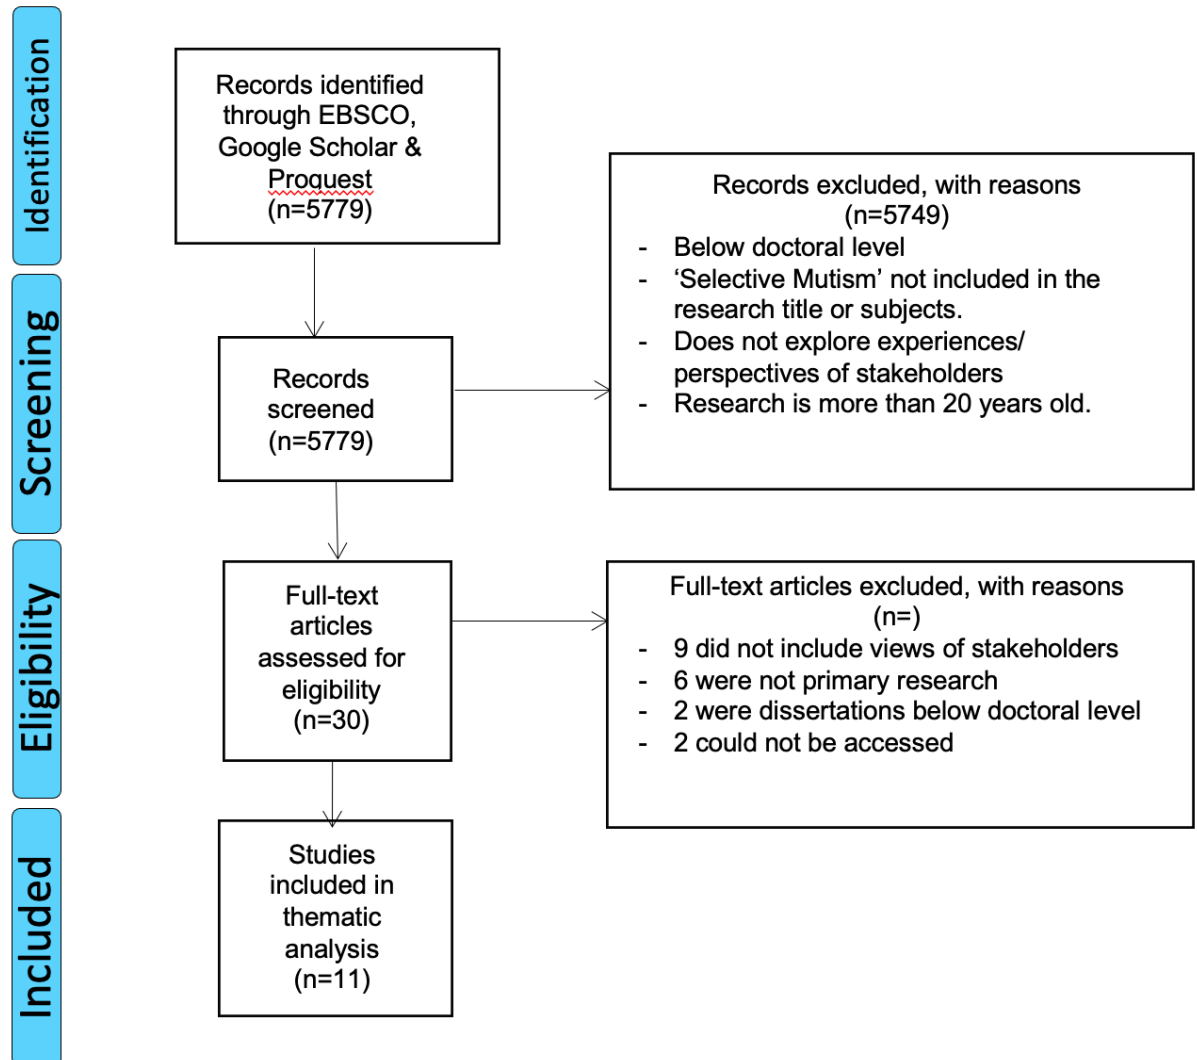 Identification
Records identified
through EBSCO,
Google Scholar &
Proquest
(n=5779)
Records excluded, with reasons
(n=5749)
- Below doctoral level
- ‘Selective Mutism’ not included in the
research title or subjects.
- Does not explore experiences/
perspectives of stakeholders
- Research is more than 20 years old.
Screening
Records
screened
(n=5779)
Eligibility
Full-text
articles
assessed for
eligibility
(n=30)
Full-text articles excluded, with reasons
(n=)
- 9 did not include views of stakeholders
- 6 were not primary research
- 2 were dissertations below doctoral level
- 2 could not be accessed
Included
Studies
included in
thematic
analysis
(n=11)